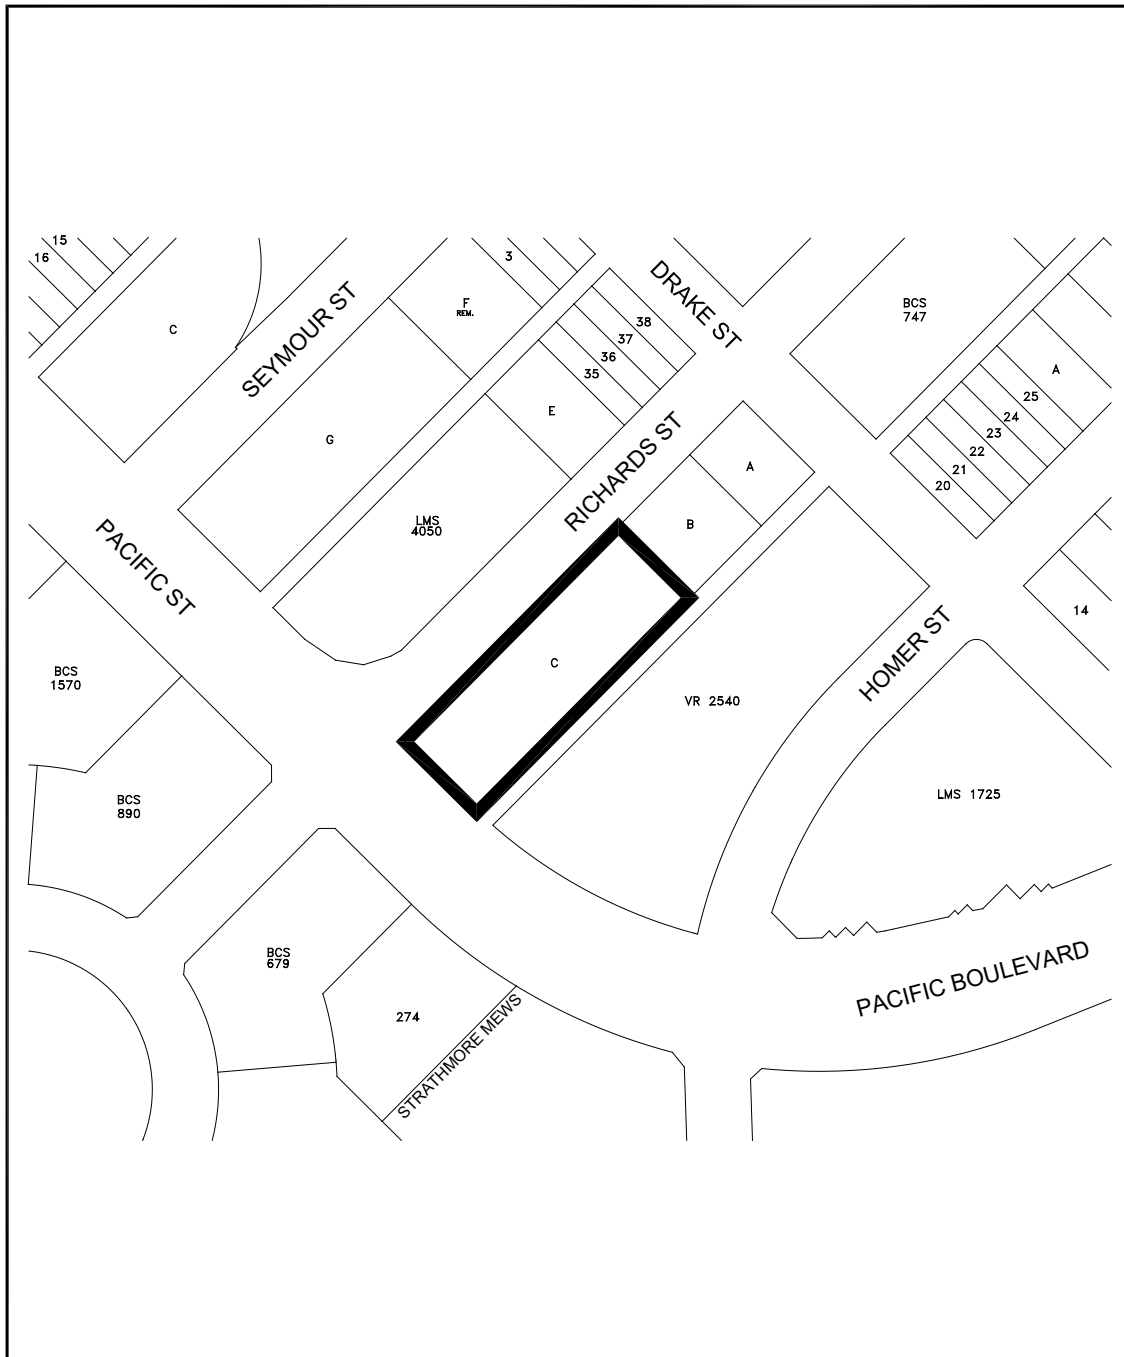 15
16
3
C
SEYMOUR ST
F
REM.
DRAKE ST
BCS
747
38
37
36
35
A
25
24
23
22
21
20
E
G
RICHARDS ST
A
B
LMS
4050
PACIFIC ST
C
14
HOMER ST
BCS
1570
VR 2540
BCS
890
LMS 1725
BCS
679
274
STRATHMORE MEWS
PACIFIC BOULEVARD